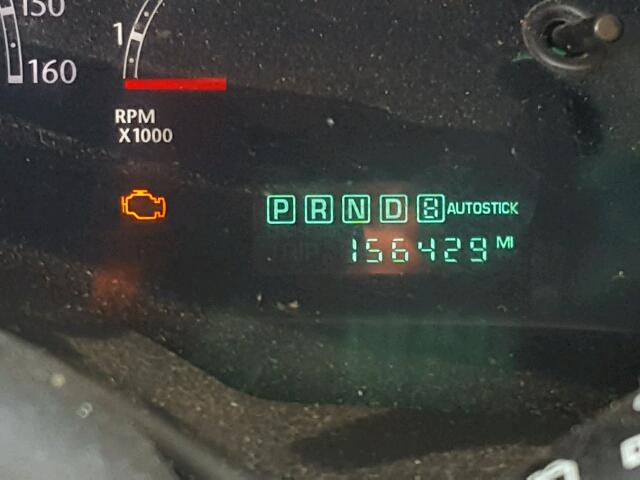 150
160
1
RPM
X1000
P R N D 8 AUTOSTICK
156429 MI